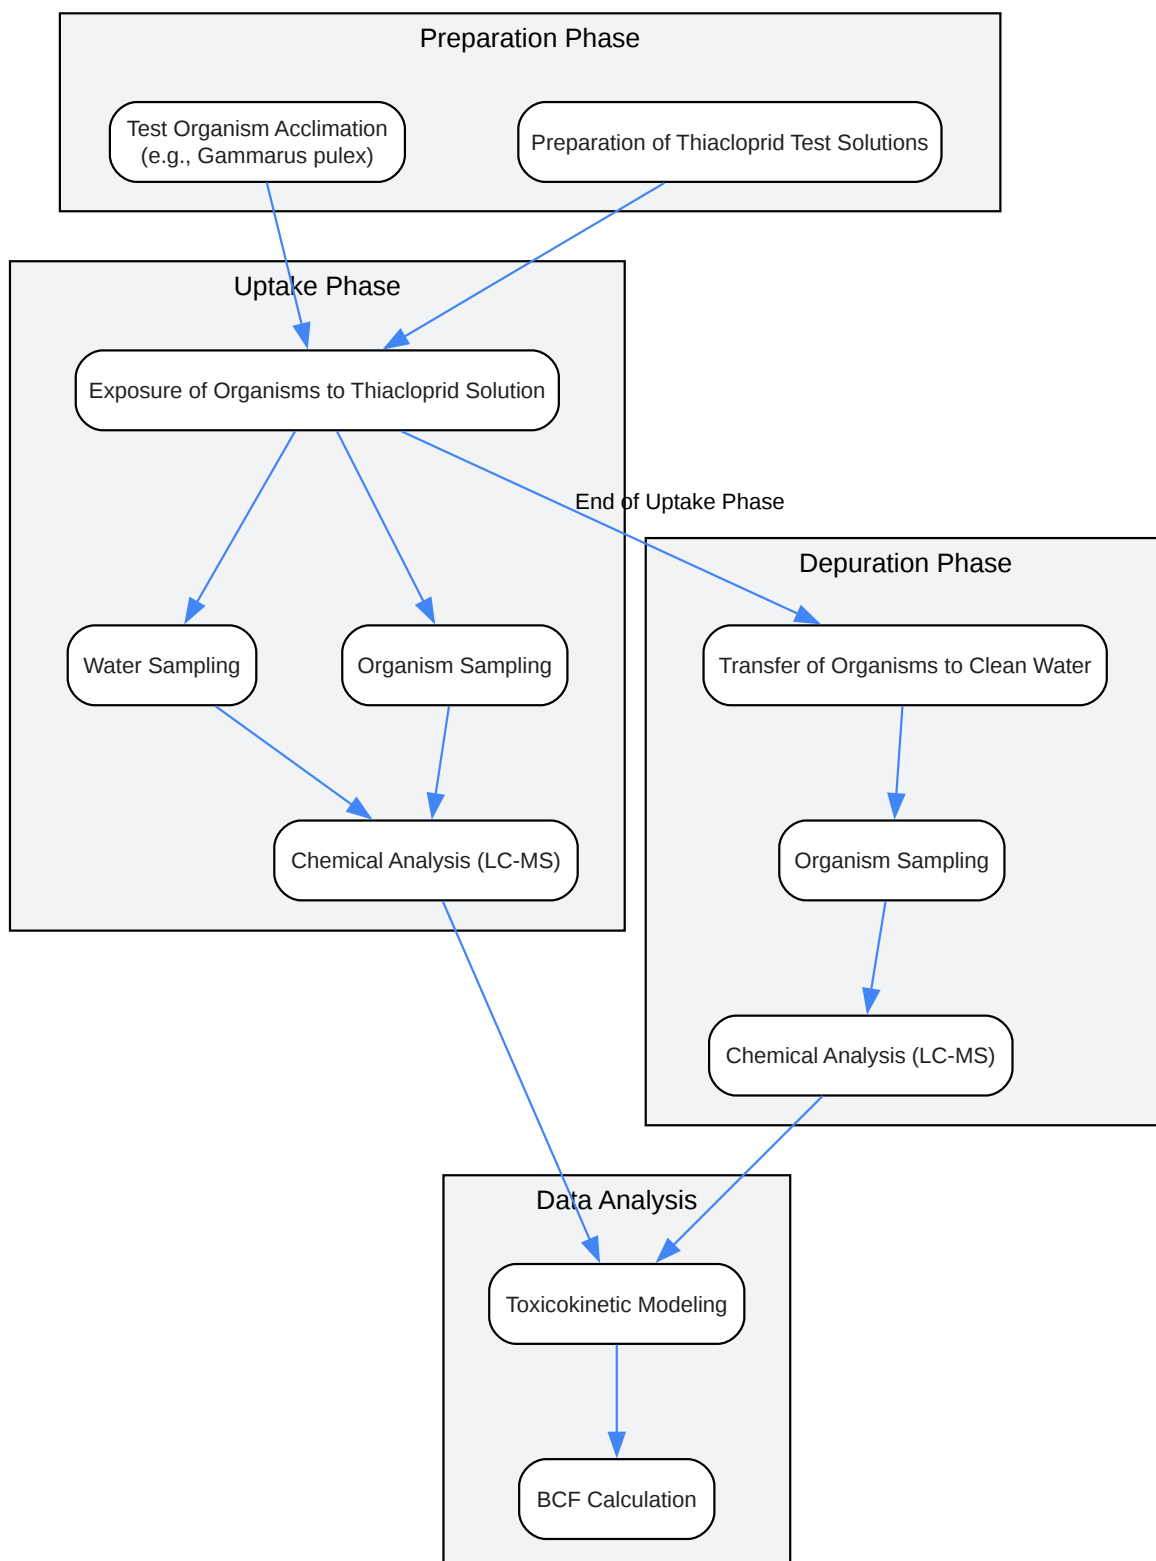 Preparation Phase
Test Organism Acclimation
(e.g., Gammarus pulex)
Preparation of Thiacloprid Test Solutions
Uptake Phase
Exposure of Organisms to Thiacloprid Solution
End of Uptake Phase
Water Sampling
Organism Sampling
Chemical Analysis (LC-MS)
Depuration Phase
Transfer of Organisms to Clean Water
Organism Sampling
Chemical Analysis (LC-MS)
Data Analysis
Toxicokinetic Modeling
BCF Calculation